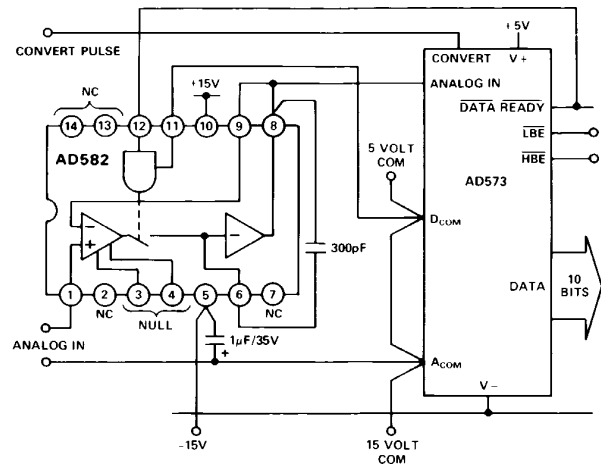 +5V
CONVERT PULSE
CONVERT
V+
+15V
ANALOG IN
NC
DATA READY
14
13
12
11
10
9
8
LBE
5 VOLT
COM
HBE
AD582
AD573
DCOM
300pF
DATA
10
BITS
1
2
3
4
5
6
7
NC
NULL
NC
ANALOG IN
1μF/35V
+
ACOM
V−
−15V
15 VOLT
COM